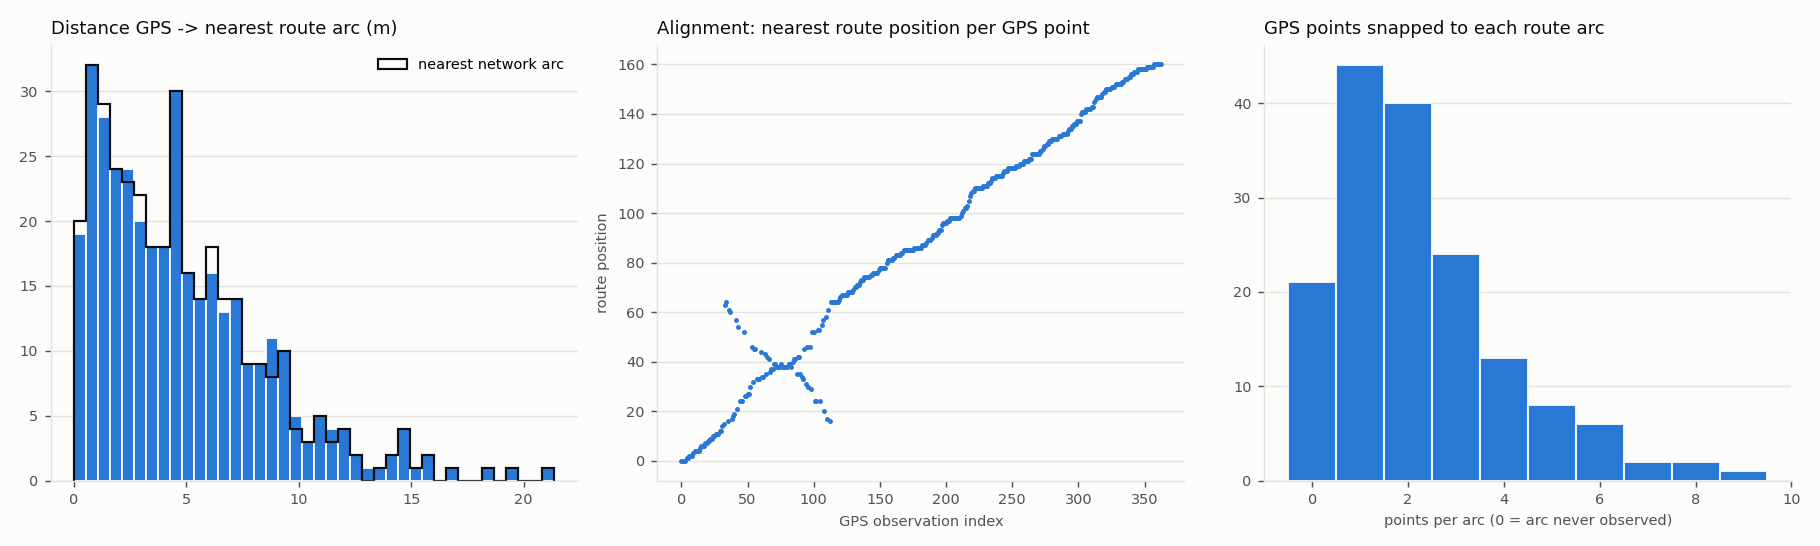 Distance GPS -> nearest route arc (m)
nearest network arc
30
25
20
15
10
5
0
0 5 10 15 20
Alignment: nearest route position per GPS point
route position
160
140
120
100
80
60
40
20
0
0 50 100 150 200 250 300 350
GPS observation index
GPS points snapped to each route arc
40
30
20
10
0
0 2 4 6 8 10
points per arc (0 = arc never observed)